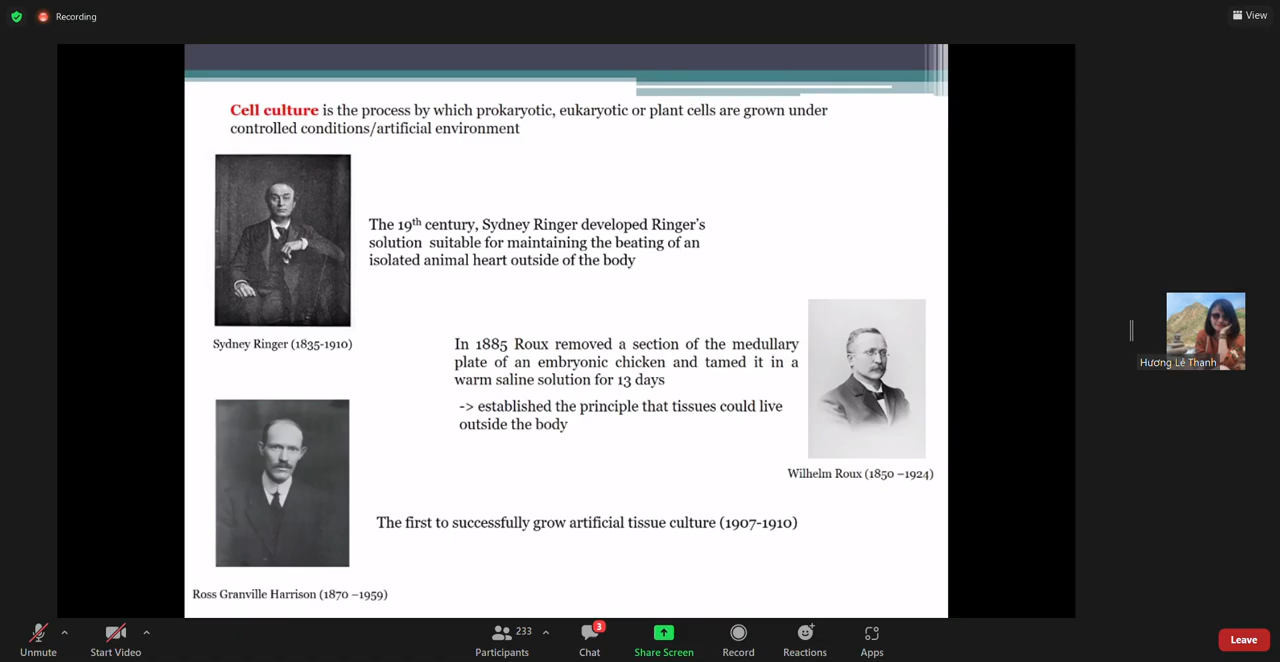 Recording
View
Cell culture is the process by which prokaryotic, eukaryotic or plant cells are grown under
controlled conditions/artificial environment
The 19th century, Sydney Ringer developed Ringer's
solution suitable for maintaining the beating of an
isolated animal heart outside of the body
Sydney Ringer (1835-1910)
In 1885 Roux removed a section of the medullary
plate of an embryonic chicken and tamed it in a
warm saline solution for 13 days
-> established the principle that tissues could live
outside the body
Wilhelm Roux (1850 –1924)
The first to successfully grow artificial tissue culture (1907-1910)
Ross Granville Harrison (1870 –1959)
Hương Lê Thanh
Unmute
Start Video
233
Participants
3
Chat
Share Screen
Record
Reactions
Apps
Leave